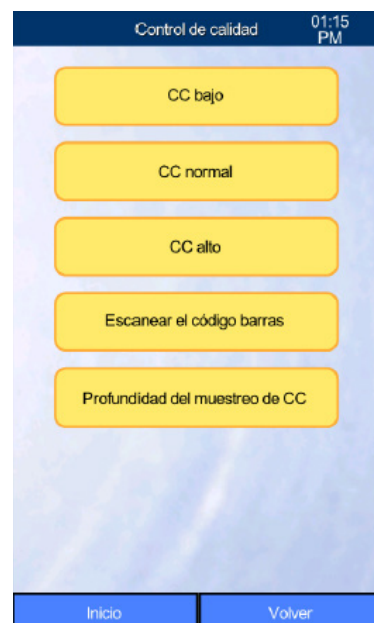 Control de calidad
01:15
PM
CC bajo
CC normal
CC alto
Escanear el código barras
Profundidad del muestreo de CC
Inicio
Volver